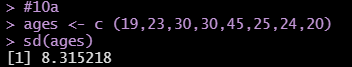 > #10a
> ages <- c (19,23,30,30,45,25,24,20)
> sd(ages)
[1] 8.315218